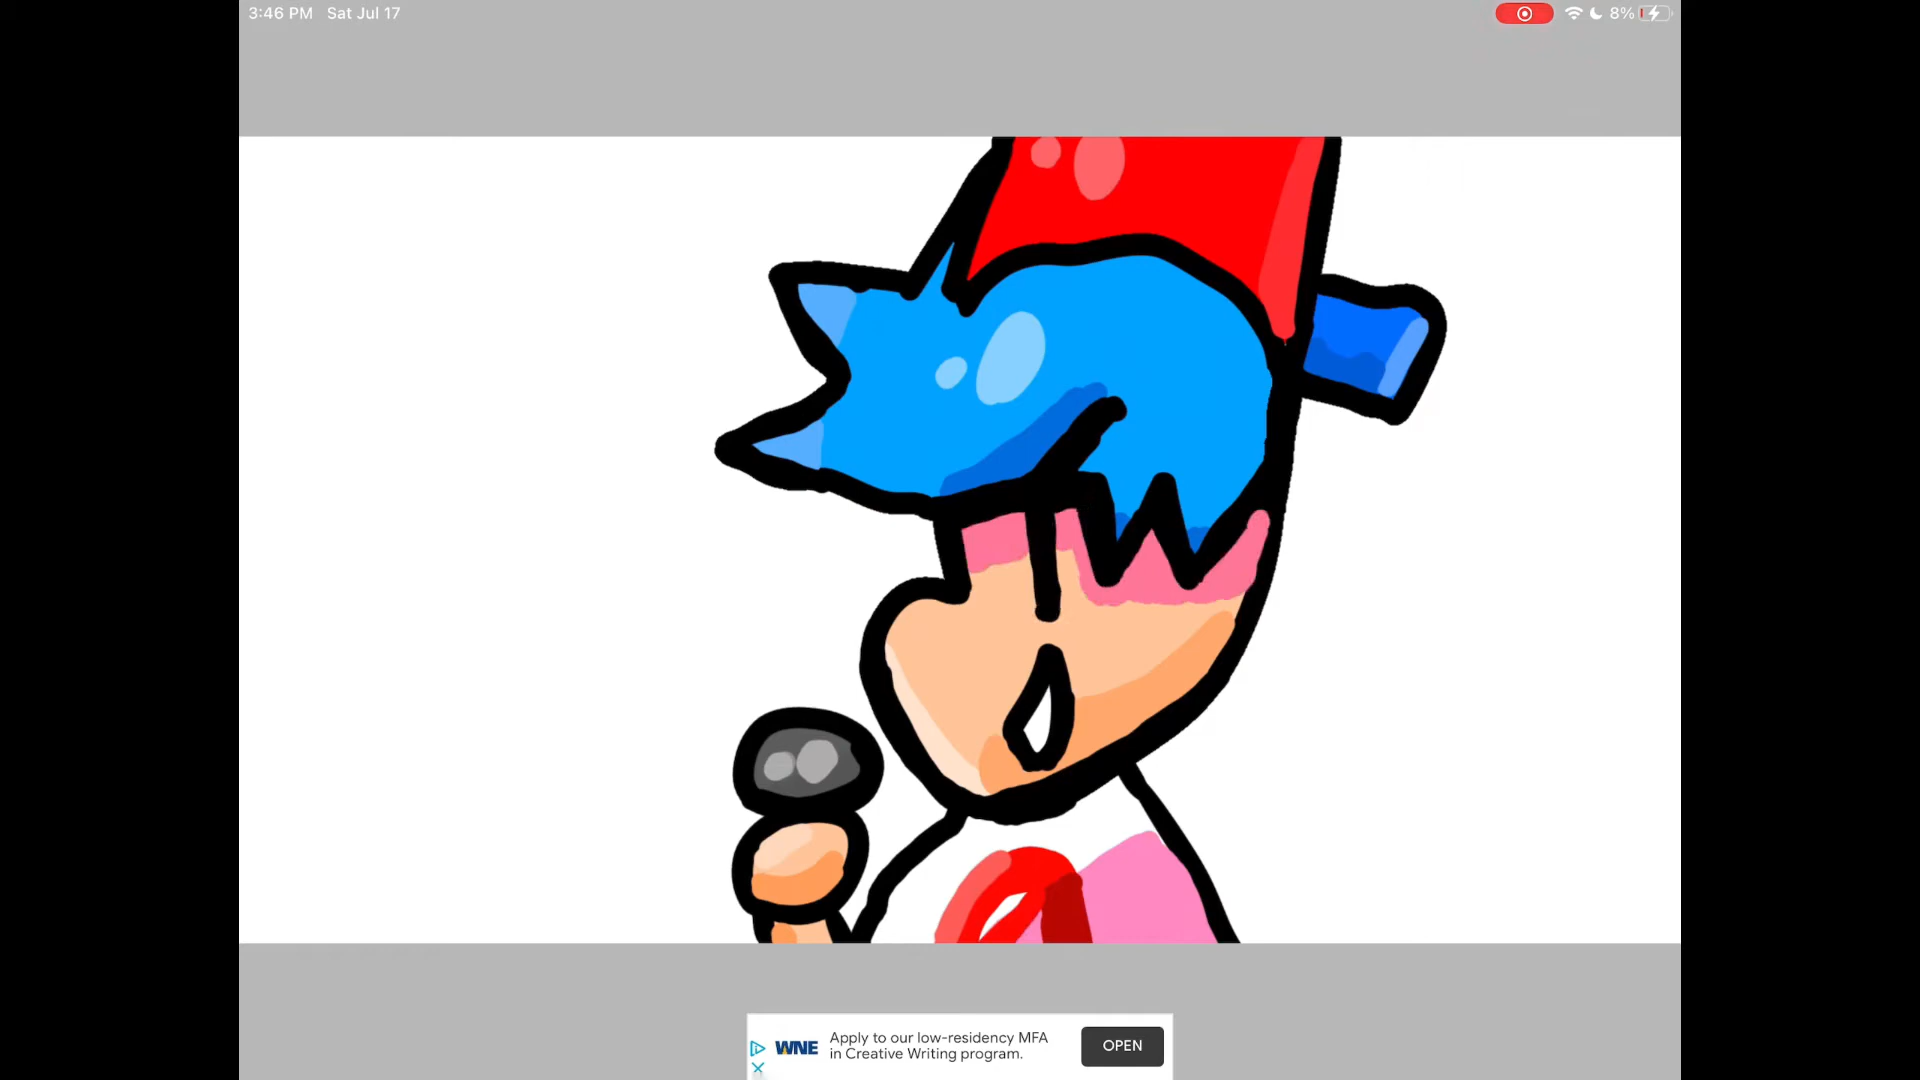 3:46 PM Sat Jul 17
8%
WNE
Apply to our low-residency MFA
in Creative Writing program.
OPEN